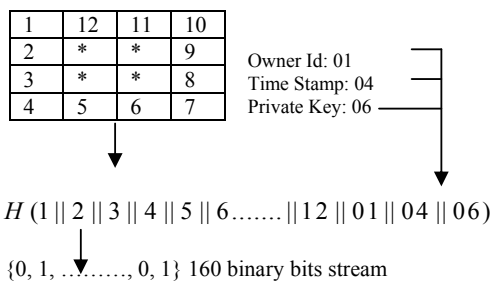 1 12 11 10
2 * * 9
3 * * 8
4 5 6 7
Owner Id: 01
Time Stamp: 04
Private Key: 06
H (1 || 2 || 3 || 4 || 5 || 6....... || 12 || 01 || 04 || 06)
{0, 1, ………, 0, 1} 160 binary bits stream